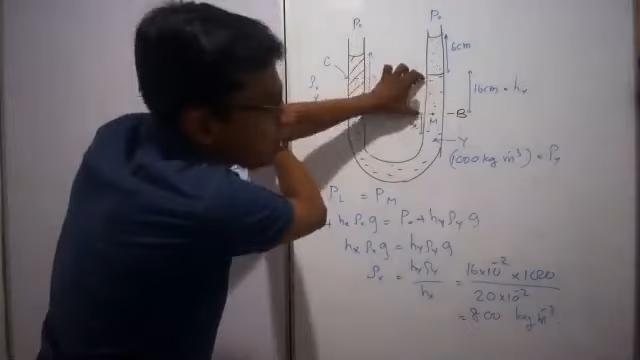 P₀ P₀
6cm
C
16cm = hᵧ
M - B
Y
(1000 kg m⁻³) = ρᵧ
P_L = P_M
+ hₓρₓg = P₀ + hᵧρᵧg
hₓρₓg = hᵧρᵧg
ρₓ = hᵧρᵧ / hₓ = 16×10⁻² × 1000 / 20×10⁻²
= 800 kg m⁻³